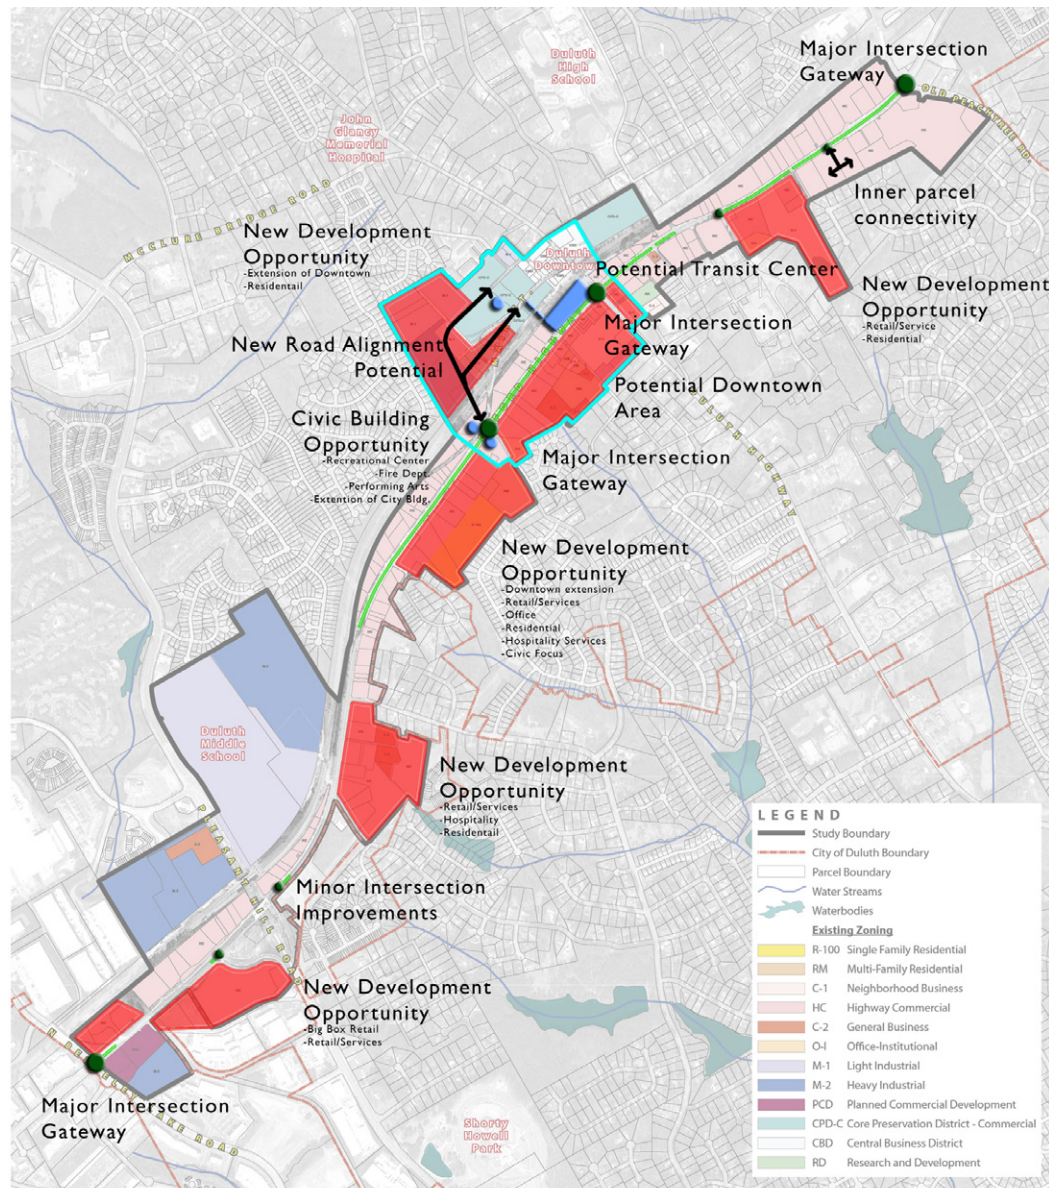 Major Intersection
Gateway
Duluth
High
School
OLD PEACHTREE RD.
John
Glancy
Memorial
Hospital
MCCLURE BRIDGE ROAD
Inner parcel
connectivity
New Development
Opportunity
-Extension of Downtown
-Residentail
Duluth
Downtown
Potential Transit Center
New Development
Opportunity
-Retail/Service
-Residential
Major Intersection
Gateway
New Road Alignment
Potential
Potential Downtown
Area
DULUTH HIGHWAY
Civic Building
Opportunity
-Recreational Center
-Fire Dept.
-Performing Arts
-Extention of City Bldg.
Major Intersection
Gateway
New Development
Opportunity
-Downtown extension
-Retail/Services
-Office
-Residential
-Hospitality Services
-Civic Focus
Duluth
Middle
School
New Development
Opportunity
-Retail/Services
-Hospitality
-Residentail
PLEASANT HILL ROAD
Minor Intersection
Improvements
New Development
Opportunity
-Big Box Retail
-Retail/Services
N BERKELEY LAKE ROAD
Major Intersection
Gateway
Shorty
Howell
Park
LEGEND
Study Boundary
City of Duluth Boundary
Parcel Boundary
Water Streams
Waterbodies
Existing Zoning
R-100 Single Family Residential
RM Multi-Family Residential
C-1 Neighborhood Business
HC Highway Commercial
C-2 General Business
O-I Office-Institutional
M-1 Light Industrial
M-2 Heavy Industrial
PCD Planned Commercial Development
CPD-C Core Preservation District - Commercial
CBD Central Business District
RD Research and Development